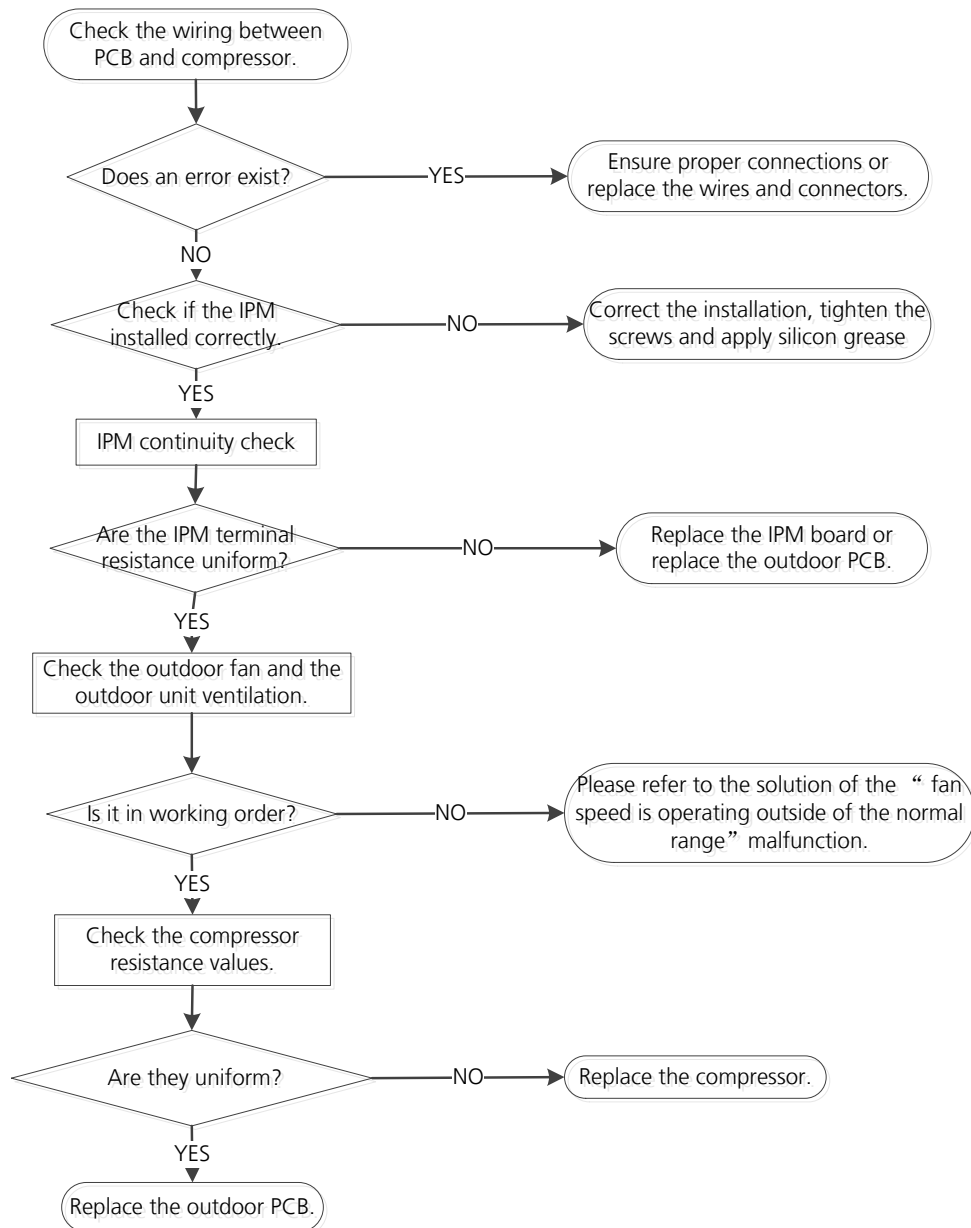 Check the wiring between
PCB and compressor.
Does an error exist?
YES
Ensure proper connections or
replace the wires and connectors.
NO
Check if the IPM
installed correctly.
NO
Correct the installation, tighten the
screws and apply silicon grease
YES
IPM continuity check
Are the IPM terminal
resistance uniform?
NO
Replace the IPM board or
replace the outdoor PCB.
YES
Check the outdoor fan and the
outdoor unit ventilation.
Is it in working order?
NO
Please refer to the solution of the “ fan
speed is operating outside of the normal
range” malfunction.
YES
Check the compressor
resistance values.
Are they uniform?
NO
Replace the compressor.
YES
Replace the outdoor PCB.